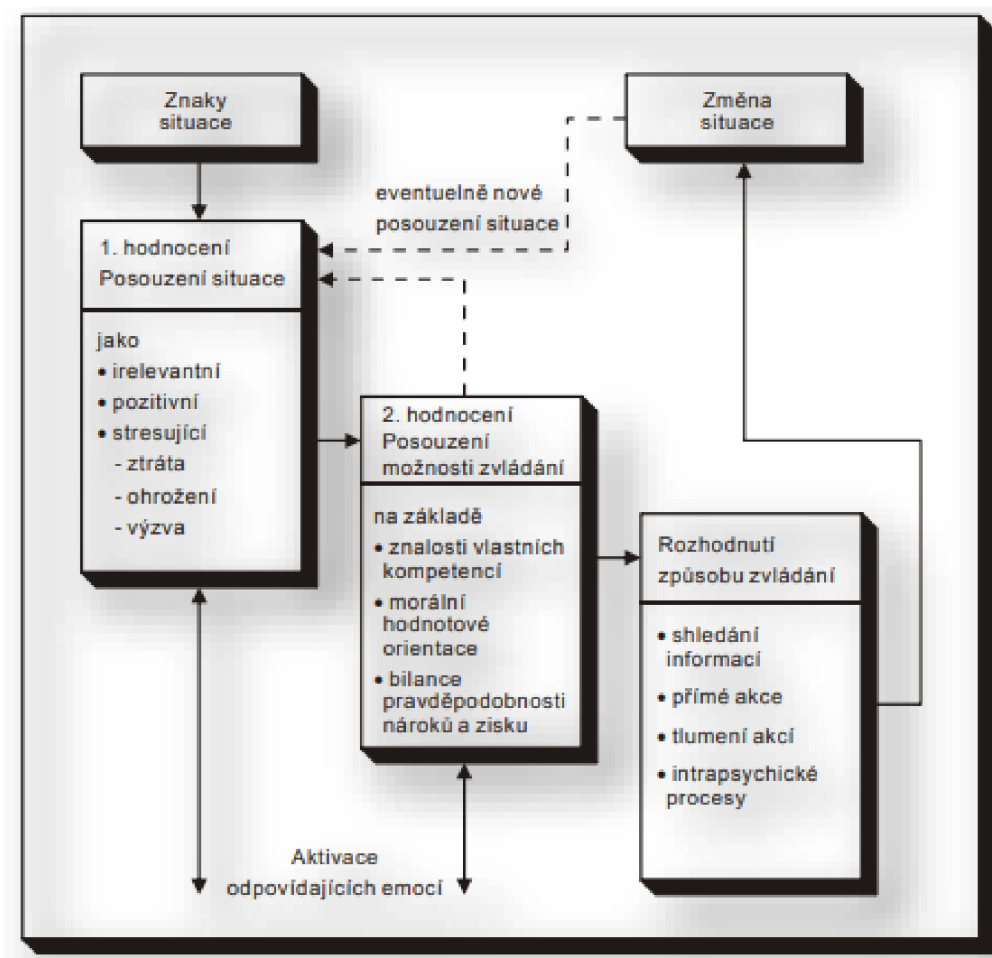 Znaky
situace
Změna
situace
eventuelně nové
posouzení situace
1. hodnocení
Posouzení situace
jako
• irelevantní
• pozitivní
• stresující
- ztráta
- ohrožení
- výzva
2. hodnocení
Posouzení
možnosti zvládání
na základě
• znalosti vlastních
kompetencí
• morální
hodnotové
orientace
• bilance
pravděpodobnosti
nároků a zisku
Rozhodnutí
způsobu zvládání
• shledání
informací
• přímé akce
• tlumení akcí
• intrapsychické
procesy
Aktivace
odpovídajících emocí